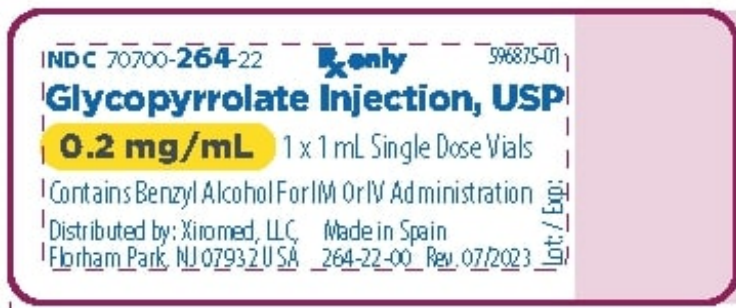 NDC 70700-264-22 Rx only 596875-01
Glycopyrrolate Injection, USP
0.2 mg/mL 1 x 1 mL Single Dose Vials
Contains Benzyl Alcohol For IM Or IV Administration
Distributed by: Xiromed, LLC Made in Spain
Florham Park, NJ 07932 USA 264-22-00 Rev. 07/2023
Lot: / Exp: